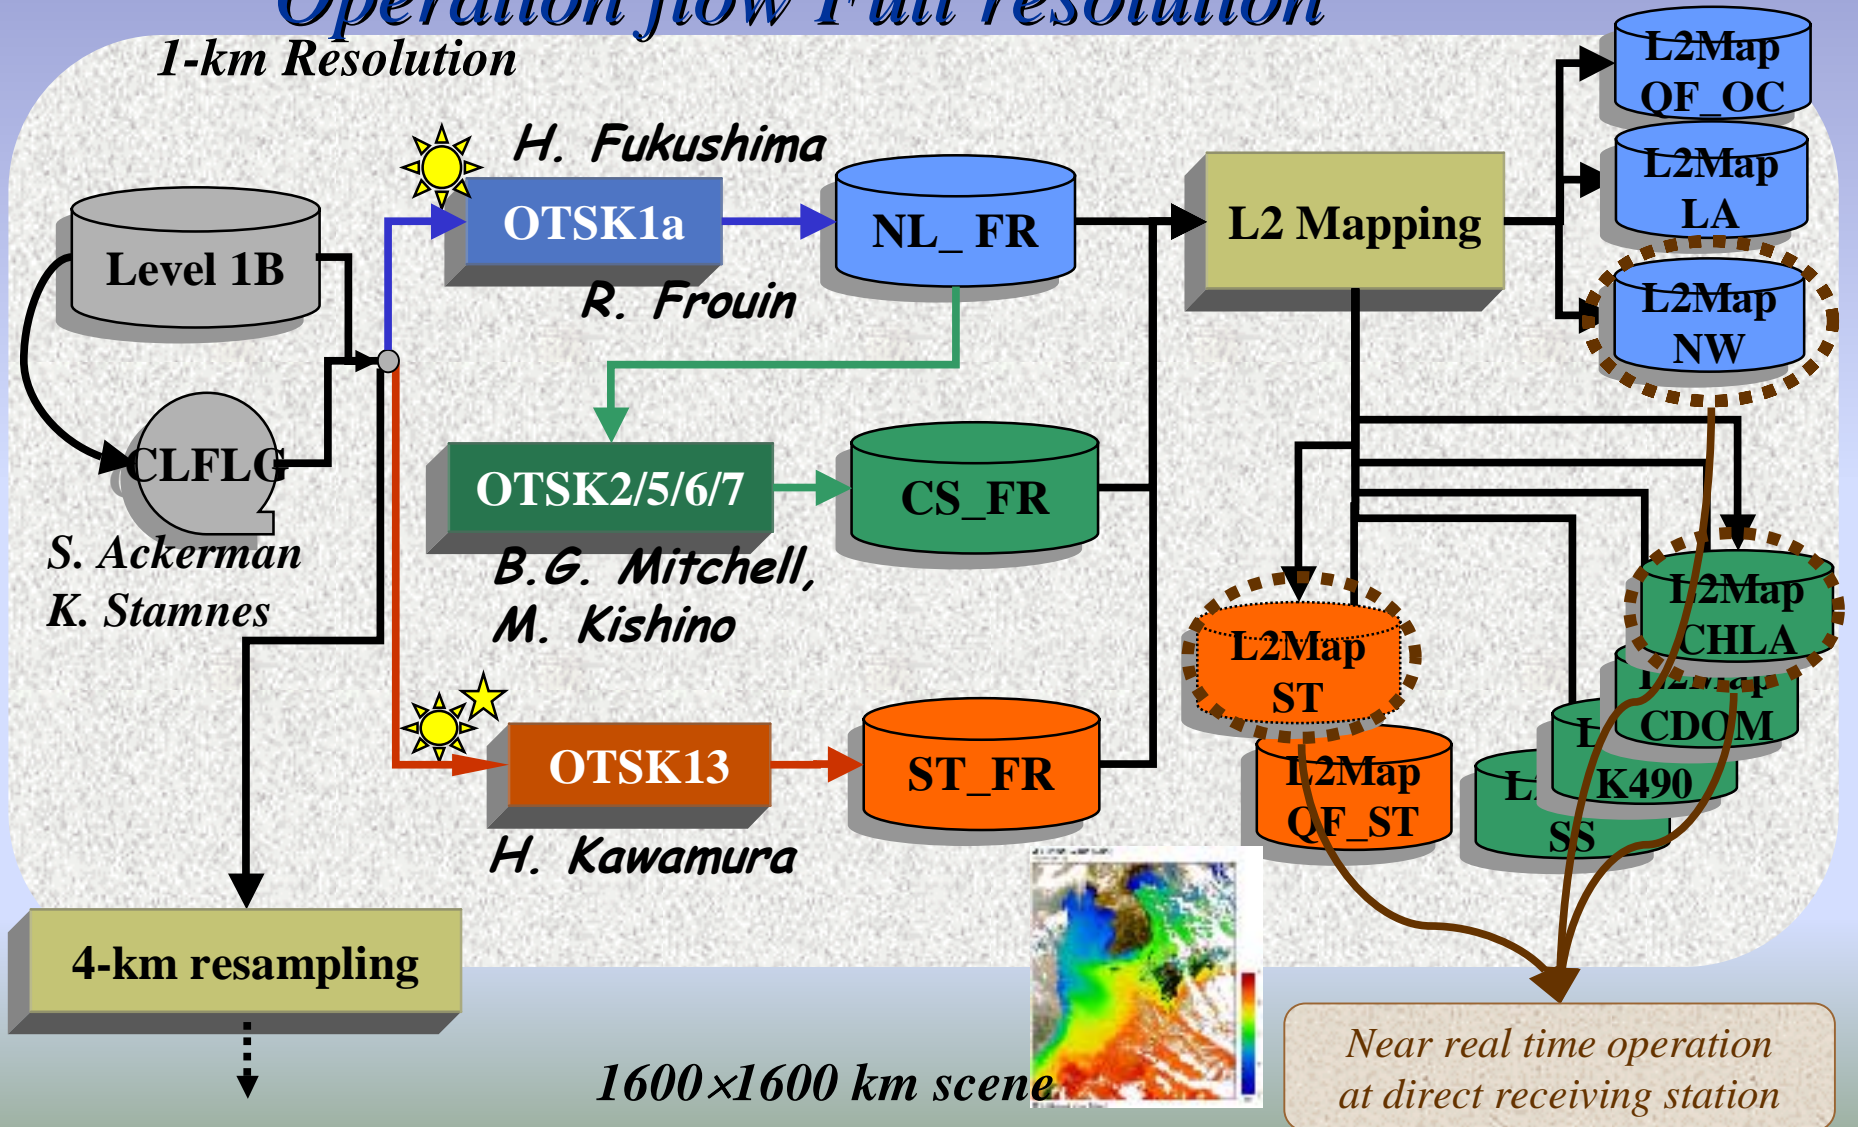 Operation flow Full resolution
1-km Resolution
H. Fukushima
OTSK1a
R. Frouin
NL_ FR
L2 Mapping
L2Map
QF_OC
L2Map
LA
L2Map
NW
Level 1B
CLFLG
S. Ackerman
K. Stamnes
OTSK2/5/6/7
B.G. Mitchell,
M. Kishino
CS_FR
L2Map
ST
L2Map
QF_ST
L2Map
CHLA
L2Map
CDOM
K490
SS
OTSK13
H. Kawamura
ST_FR
4-km resampling
1600×1600 km scene
Near real time operation
at direct receiving station